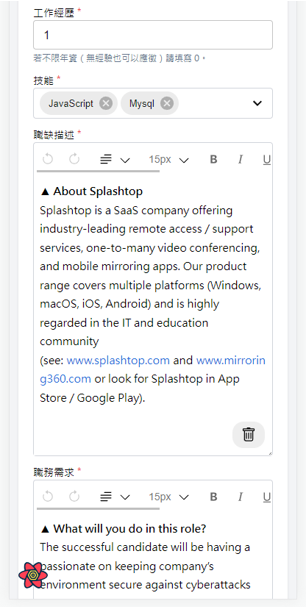 工作經歷 *
1
若不限年資（無經驗也可以應徵）請填寫 0。
技能 *
JavaScript Mysql
職缺描述 *
15px B I U
▲ About Splashtop
Splashtop is a SaaS company offering
industry-leading remote access / support
services, one-to-many video conferencing,
and mobile mirroring apps. Our product
range covers multiple platforms (Windows,
macOS, iOS, Android) and is highly
regarded in the IT and education
community
(see: www.splashtop.com and www.mirrorin
g360.com or look for Splashtop in App
Store / Google Play).
職務需求 *
15px B I U
▲ What will you do in this role?
The successful candidate will be having a
passionate on keeping company's
environment secure against cyberattacks